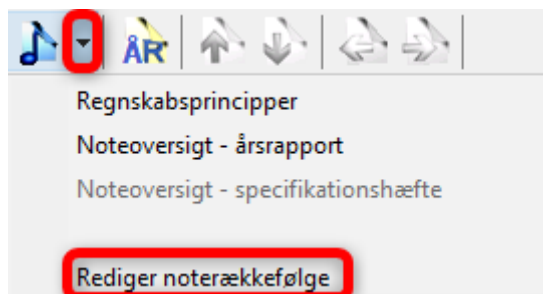 ÅR
Regnskabsprincipper
Noteoversigt - årsrapport
Noteoversigt - specifikationshæfte
Rediger noterækkefølge